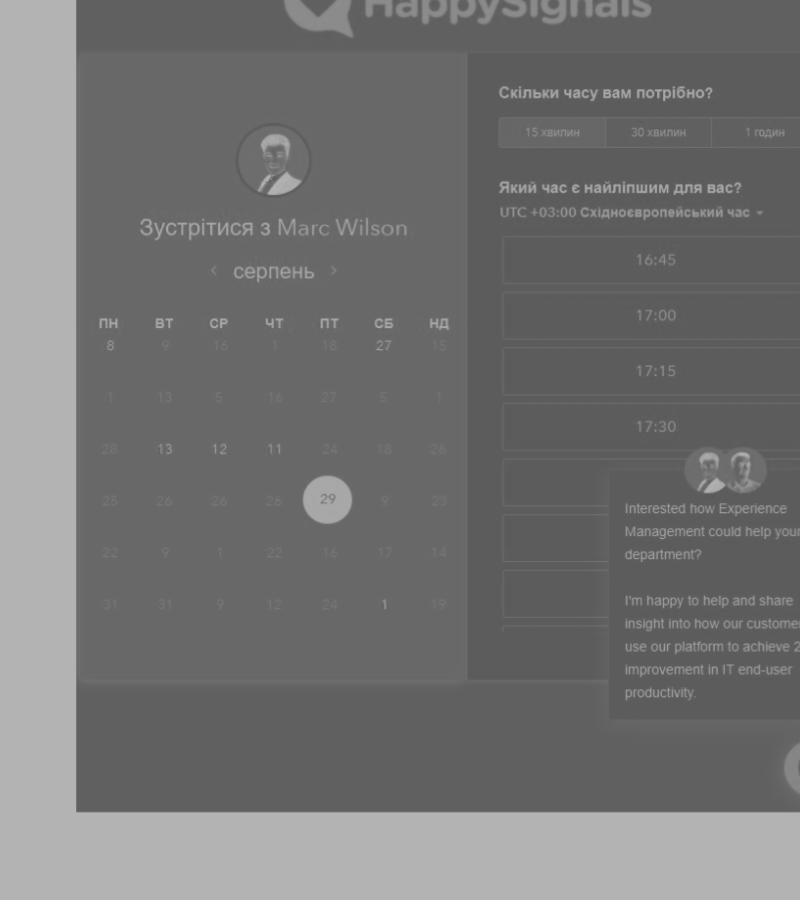 HappySignals
Зустрітися з Marc Wilson
серпень
ПН ВТ СР ЧТ ПТ СБ НД
8 9 16 1 18 27 15
1 13 5 16 27 5 1
28 13 12 11 24 18 26
25 26 26 26 29 9 23
22 9 1 22 16 17 14
31 31 9 12 24 1 19
Скільки часу вам потрібно?
15 хвилин 30 хвилин 1 годин
Який час є найліпшим для вас?
UTC +03:00 Східноєвропейський час
16:45
17:00
17:15
17:30
Interested how Experience
Management could help your
department?
I'm happy to help and share
insight into how our custome
use our platform to achieve 2
improvement in IT end-user
productivity.